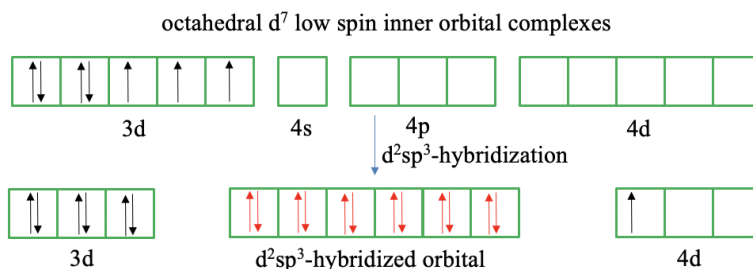 octahedral d⁷ low spin inner orbital complexes
3d 4s 4p 4d
d²sp³-hybridization
3d d²sp³-hybridized orbital 4d